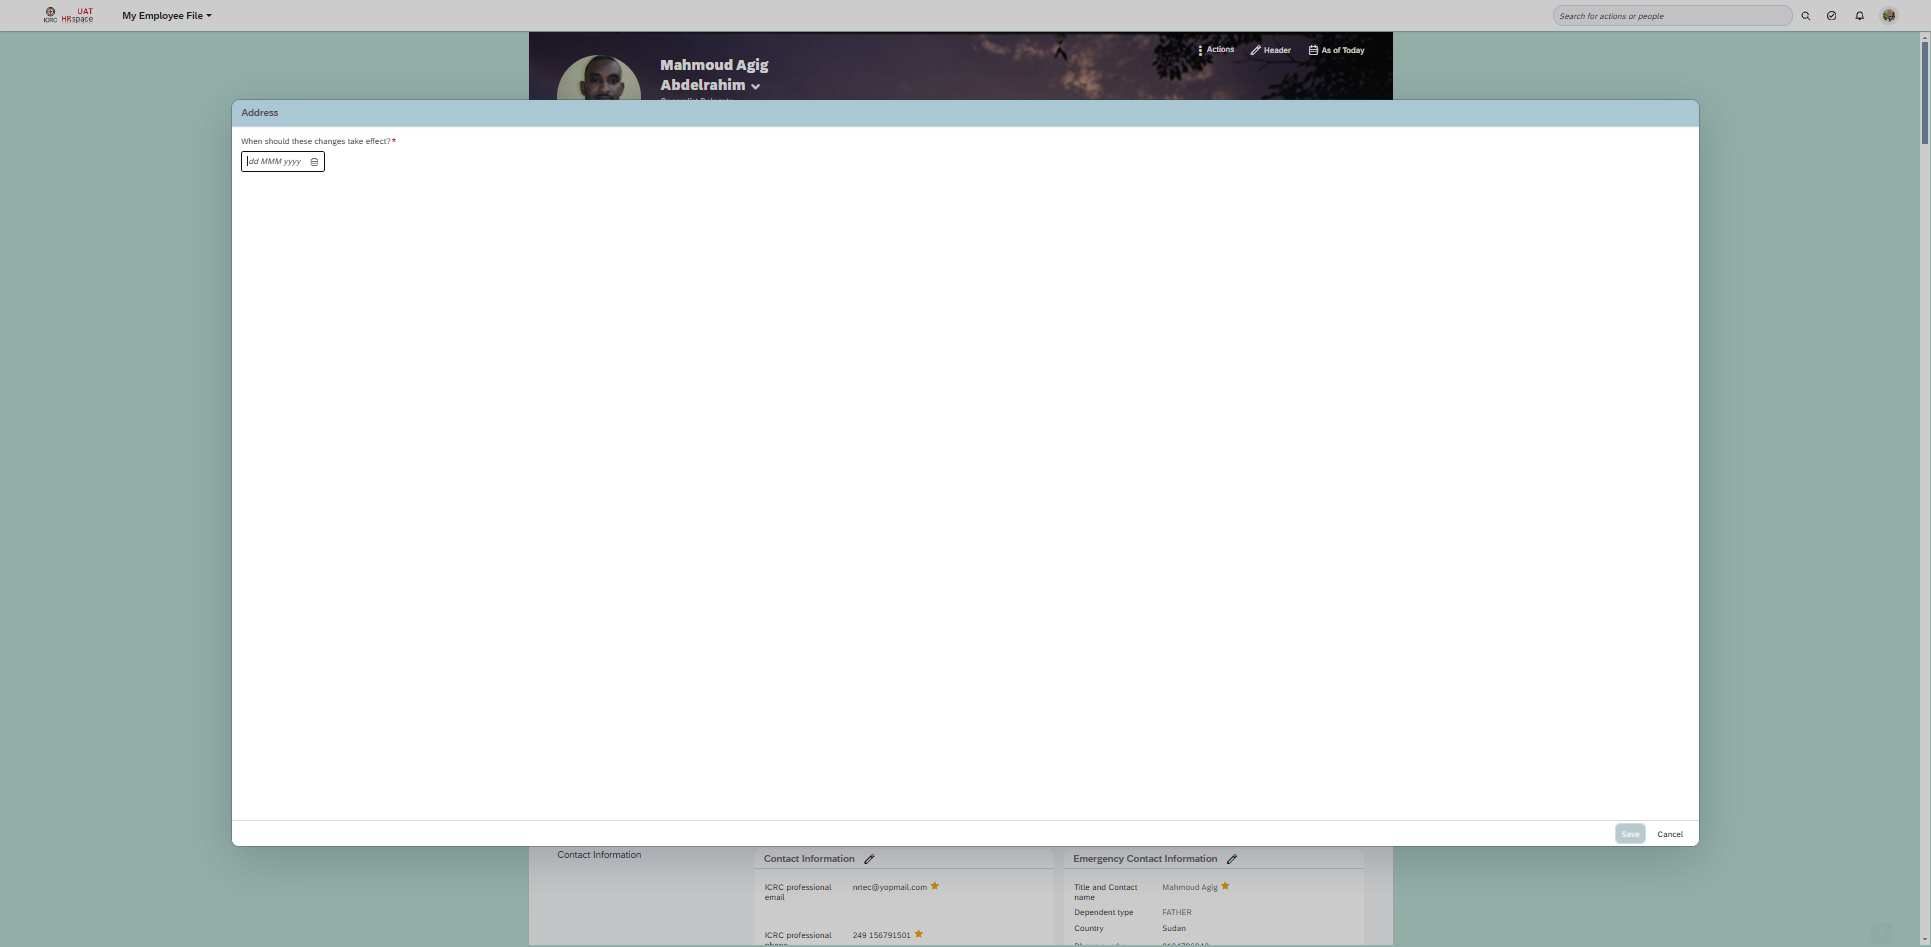 ICRC
UAT
HRspace
My Employee File
Search for actions or people
Actions
Header
As of Today
Mahmoud Agig
Abdelrahim
Address
When should these changes take effect?*
dd MMM yyyy
Save
Cancel
Contact Information
Contact Information
ICRC professional email
nrtec@yopmail.com
ICRC professional
249 156791501
Emergency Contact Information
Title and Contact name
Mahmoud Agig
Dependent type
FATHER
Country
Sudan